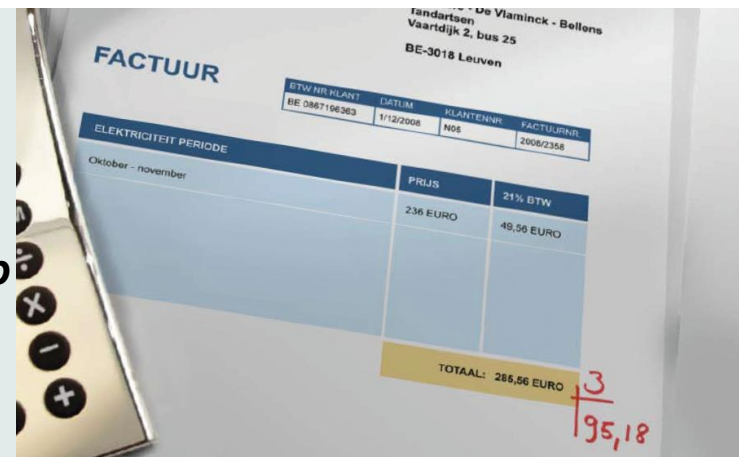 De Vlaminck - Bellens
Tandartsen
Vaartdijk 2, bus 25
BE-3018 Leuven
FACTUUR
BTW NR KLANT DATUM KLANTENNR. FACTUURNR.
BE 0867196363 1/12/2008 N05 2008/2358
ELEKTRICITEIT PERIODE PRIJS 21% BTW
Oktober - november 236 EURO 49,56 EURO
TOTAAL: 285,56 EURO
3
95,18
÷
X
-
+